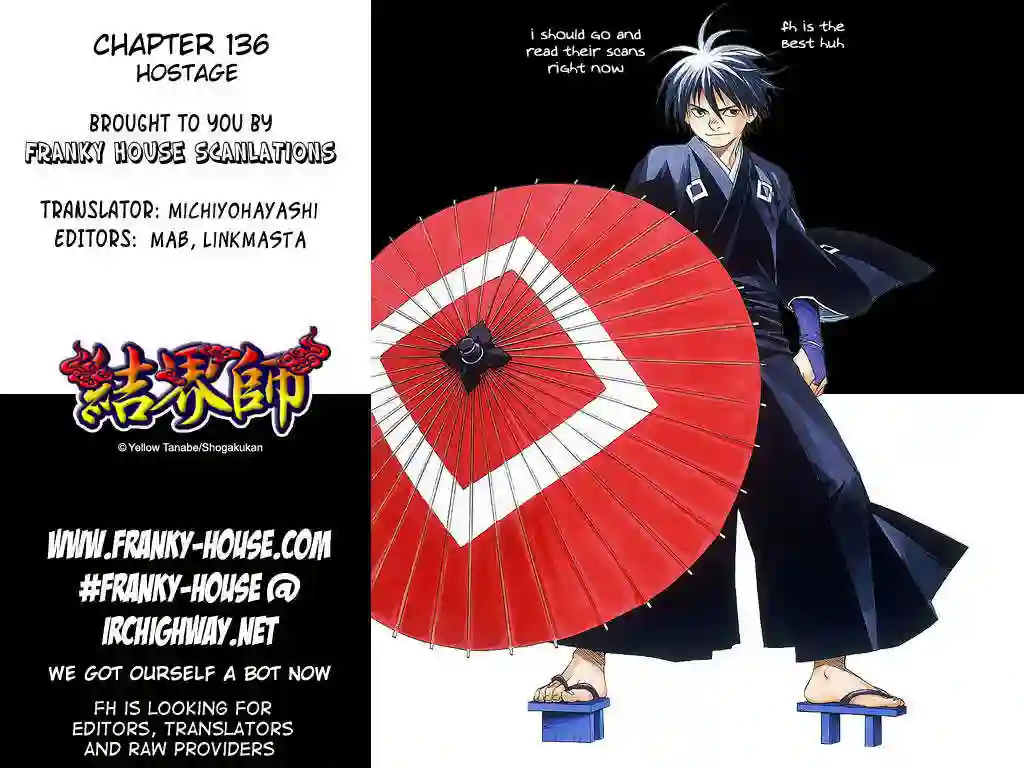 CHAPTER 136
HOSTAGE
BROUGHT TO YOU BY
FRANKY HOUSE SCANLATIONS
TRANSLATOR: MICHIYOHAYASHI
EDITORS: MAB, LINKMASTA
結界師
© Yellow Tanabe/Shogakukan
WWW.FRANKY-HOUSE.COM
#FRANKY-HOUSE @
IRCHIGHWAY.NET
WE GOT OURSELF A BOT NOW
FH IS LOOKING FOR
EDITORS, TRANSLATORS
AND RAW PROVIDERS
i should go and
read their scans
right now
fh is the
best huh